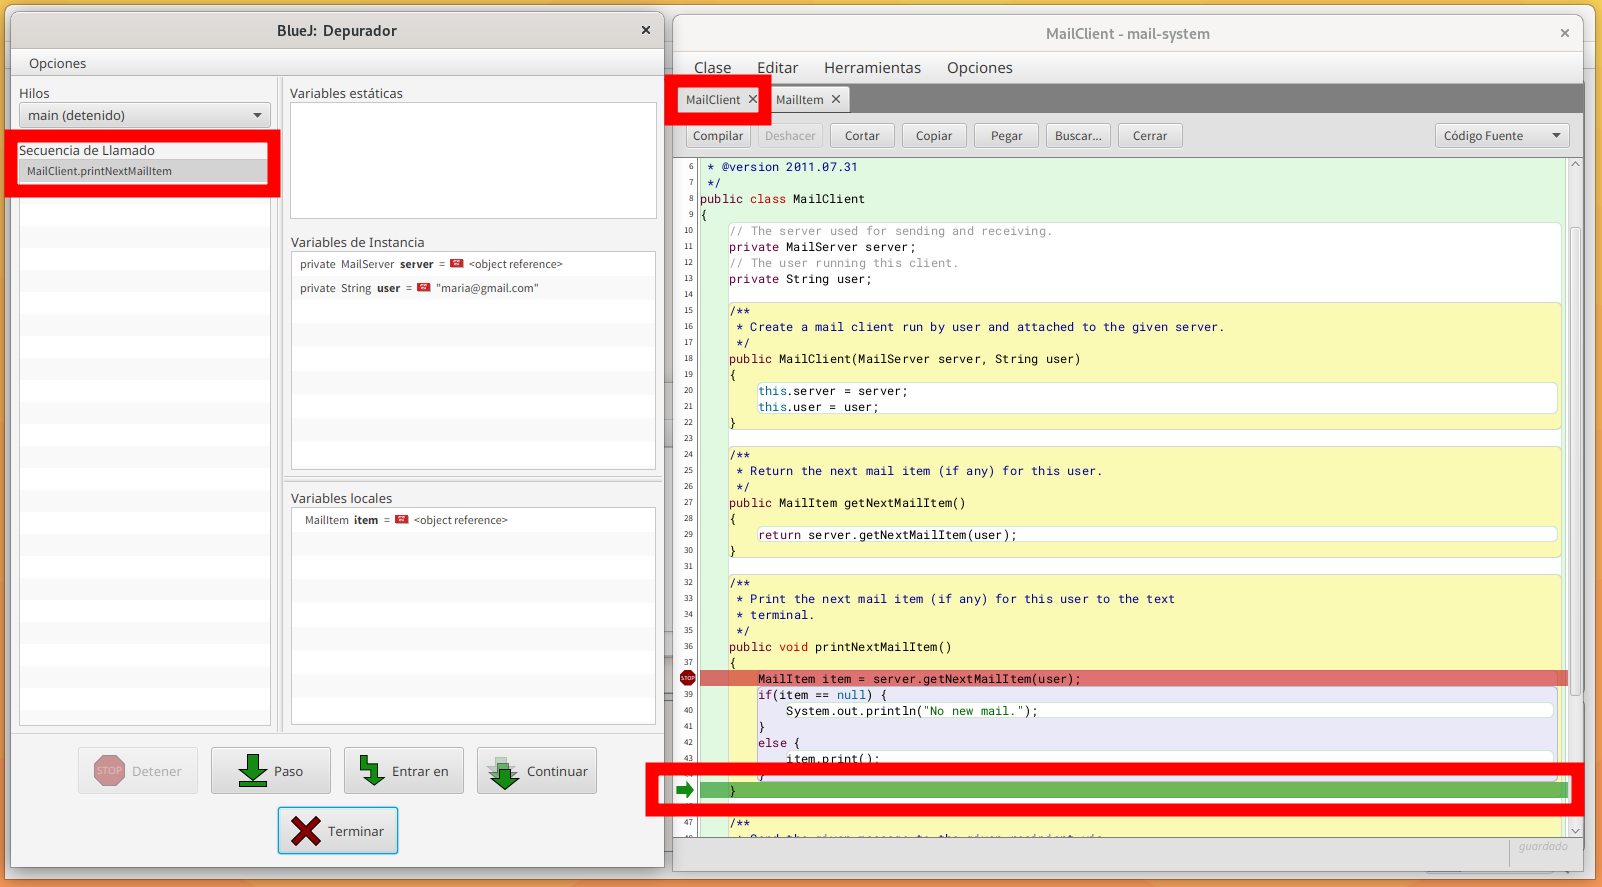 BlueJ: Depurador
×
Opciones
Hilos
main (detenido)
Secuencia de Llamado
MailClient.printNextMailItem
Variables estáticas
Variables de Instancia
private MailServer server = <object reference>
private String user = "maria@gmail.com"
Variables locales
MailItem item = <object reference>
STOP Detener
Paso
Entrar en
Continuar
Terminar
MailClient - mail-system
×
Clase Editar Herramientas Opciones
MailClient ✕ MailItem ✕
Compilar Deshacer Cortar Copiar Pegar Buscar... Cerrar Código Fuente
6 * @version 2011.07.31
7 */
8 public class MailClient
9 {
10 // The server used for sending and receiving.
11 private MailServer server;
12 // The user running this client.
13 private String user;
14
15 /**
16 * Create a mail client run by user and attached to the given server.
17 */
18 public MailClient(MailServer server, String user)
19 {
20 this.server = server;
21 this.user = user;
22 }
23
24 /**
25 * Return the next mail item (if any) for this user.
26 */
27 public MailItem getNextMailItem()
28 {
29 return server.getNextMailItem(user);
30 }
31
32 /**
33 * Print the next mail item (if any) for this user to the text
34 * terminal.
35 */
36 public void printNextMailItem()
37 {
STOP MailItem item = server.getNextMailItem(user);
39 if(item == null) {
40 System.out.println("No new mail.");
41 }
42 else {
43 item.print();
}
}
47 /**
guardado